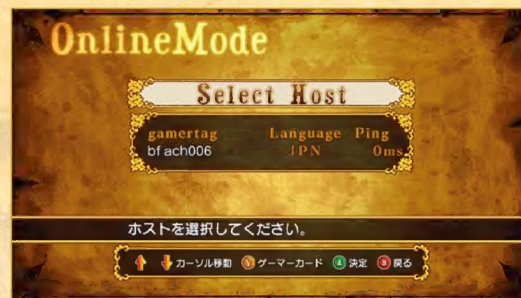 OnlineMode
Select Host
gamertag Language Ping
bf ach006 JPN 0ms
ホストを選択してください。
カーソル移動 Y ゲーマーカード A 決定 B 戻る